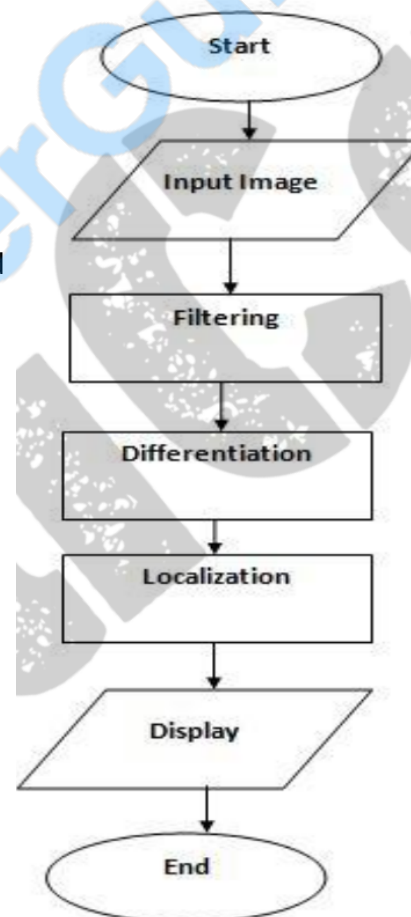 Start
Input Image
Filtering
Differentiation
Localization
Display
End